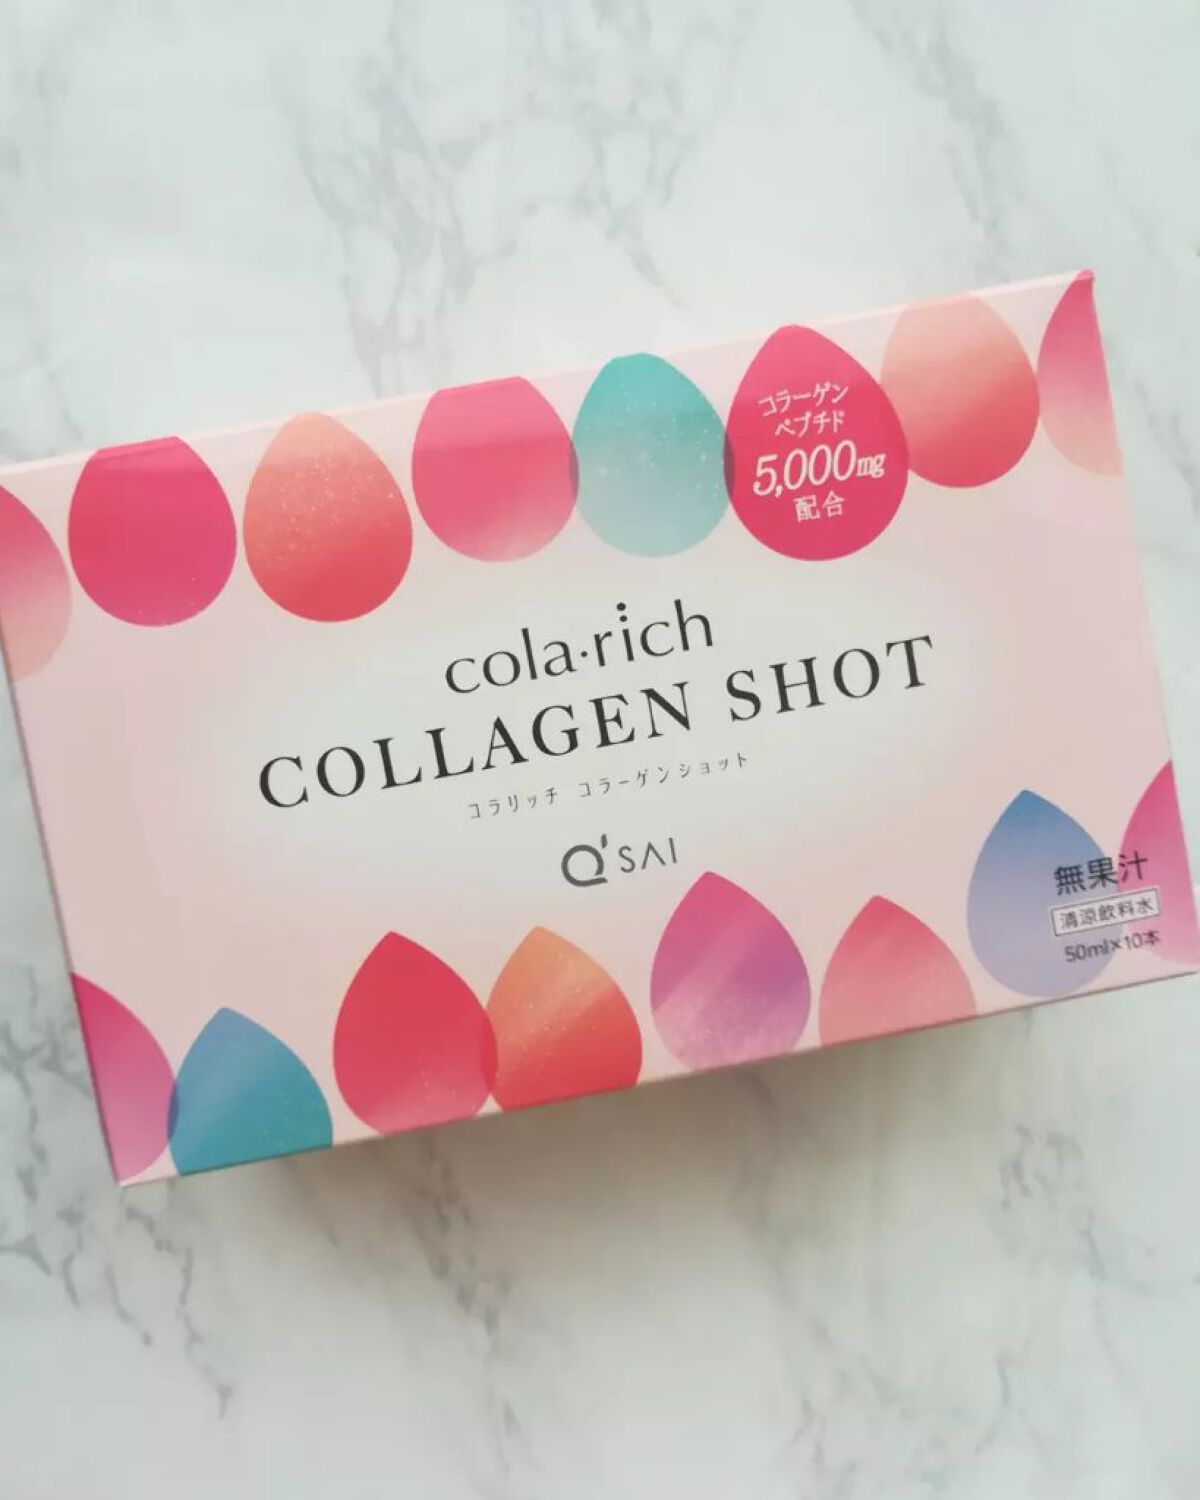 コラーゲン
ペプチド
5,000mg
配合
cola・rich
COLLAGEN SHOT
コラリッチ コラーゲンショット
Q'SAI
無果汁
清涼飲料水
50ml×10本